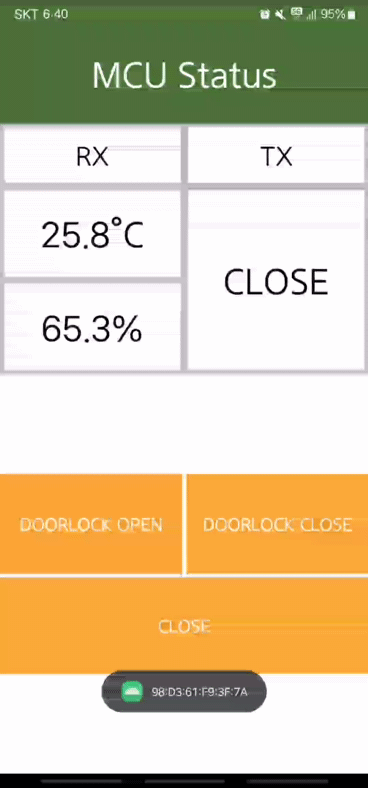 SKT 6:40 95%
MCU Status
RX TX
25.8°C
CLOSE
65.3%
DOORLOCK OPEN DOORLOCK CLOSE
CLOSE
98:D3:61:F9:3F:7A